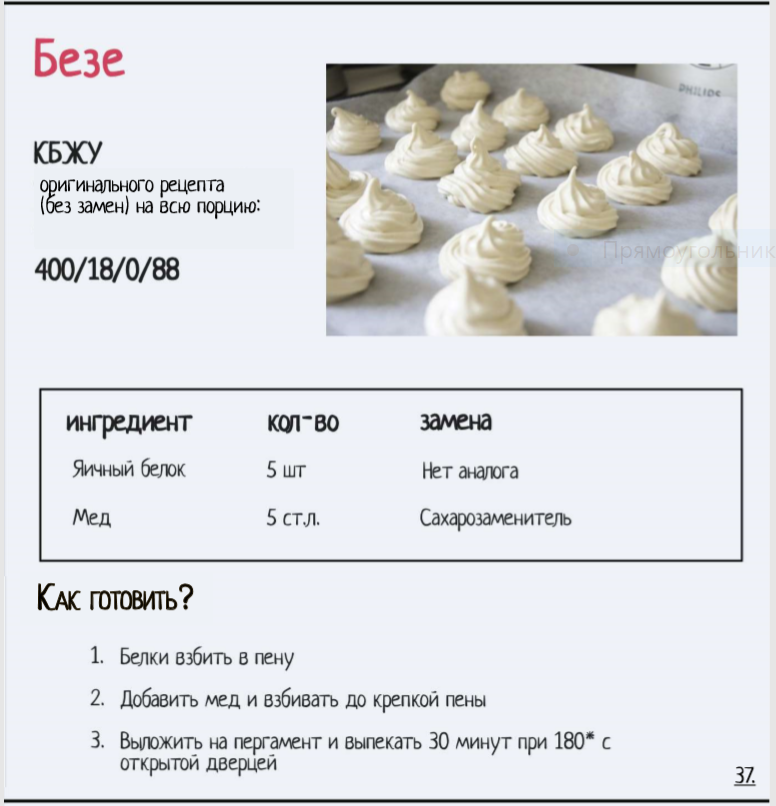 Безе
КБЖУ
оригинального рецепта
(без замен) на всю порцию:
400/18/0/88
PHILIPS
Прямоугольник
ингредиент кол-во замена
Яичный белок 5 шт Нет аналога
Мед 5 ст.л. Сахарозаменитель
Как готовить?
1. Белки взбить в пену
2. Добавить мед и взбивать до крепкой пены
3. Выложить на пергамент и выпекать 30 минут при 180* с
открытой дверцей
37.